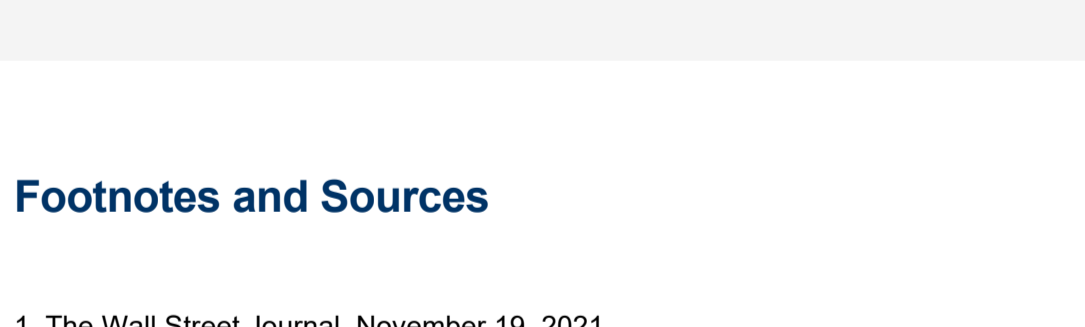 Footnotes and Sources
1. The Wall Street Journal, November 19, 2021